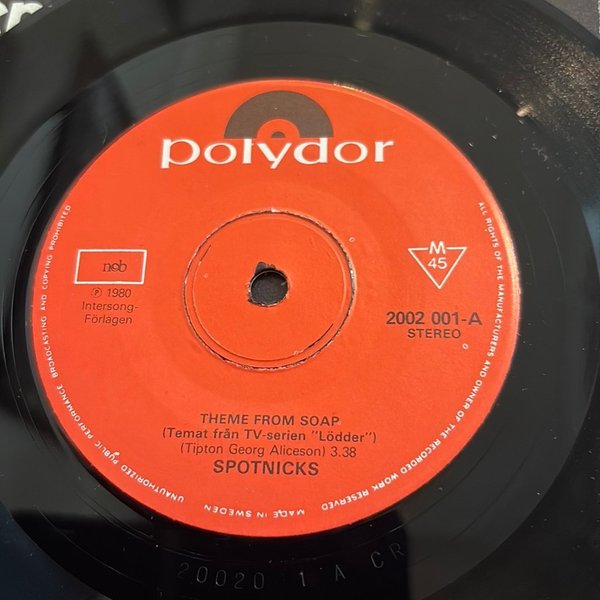 polydor
ncb
℗ 1980
Intersong-
Förlagen
M
45
2002 001-A
STEREO
THEME FROM SOAP
(Temat från TV-serien "Lödder")
(Tipton Georg Aliceson) 3.38
SPOTNICKS
ALL RIGHTS OF THE MANUFACTURERS AND OWNER OF THE RECORDED WORK RESERVED
UNAUTHORIZED PUBLIC PERFORMANCE BROADCASTING AND COPYING PROHIBITED
MADE IN SWEDEN
20020 1 A CR